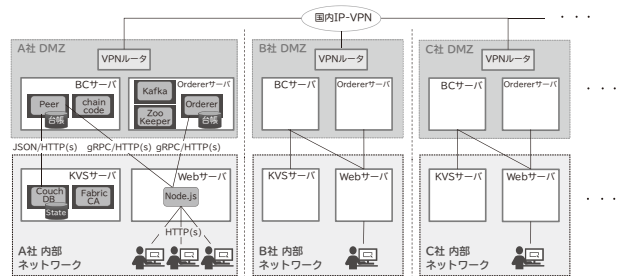 国内IP-VPN
・・・
A社 DMZ
VPNルータ
BCサーバ
Peer
台帳
chain
code
Kafka
Zoo
Keeper
Ordererサーバ
Orderer
台帳
JSON/HTTP(s)
gRPC/HTTP(s)
gRPC/HTTP(s)
KVSサーバ
Couch
DB
State
Fabric
CA
Webサーバ
Node.js
HTTP(s)
A社 内部
ネットワーク
B社 DMZ
VPNルータ
BCサーバ
Ordererサーバ
KVSサーバ
Webサーバ
B社 内部
ネットワーク
C社 DMZ
VPNルータ
BCサーバ
Ordererサーバ
KVSサーバ
Webサーバ
C社 内部
ネットワーク
・・・
・・・